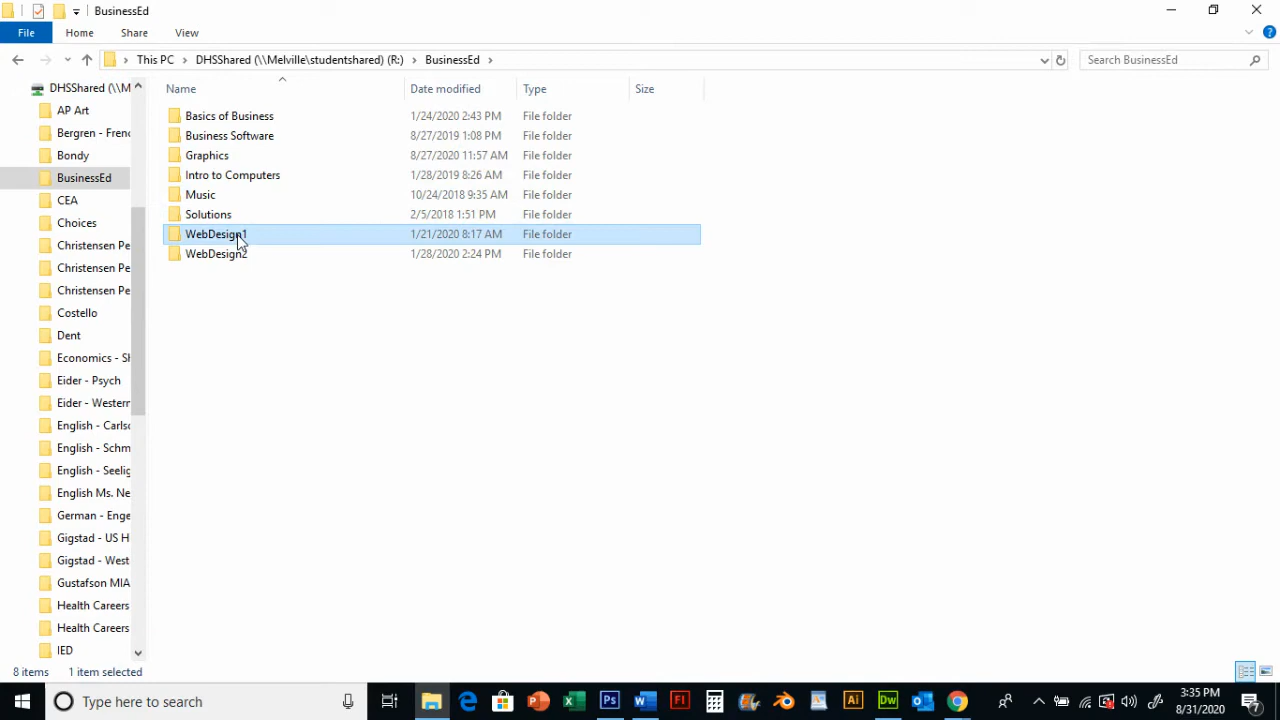 BusinessEd
File Home Share View
This PC DHSShared (\\Melville\studentshared) (R:) BusinessEd Search BusinessEd
DHSShared (\\M
AP Art
Bergren - Frenc
Bondy
BusinessEd
CEA
Choices
Christensen Pe
Christensen Pe
Christensen Pe
Costello
Dent
Economics - Sh
Eider - Psych
Eider - Western
English - Carlso
English - Schm
English - Seelig
English Ms. Ne
German - Enge
Gigstad - US H
Gigstad - West
Gustafson MIA
Health Careers
Health Careers
IED
Name Date modified Type Size
Basics of Business 1/24/2020 2:43 PM File folder
Business Software 8/27/2019 1:08 PM File folder
Graphics 8/27/2020 11:57 AM File folder
Intro to Computers 1/28/2019 8:26 AM File folder
Music 10/24/2018 9:35 AM File folder
Solutions 2/5/2018 1:51 PM File folder
WebDesign1 1/21/2020 8:17 AM File folder
WebDesign2 1/28/2020 2:24 PM File folder
8 items 1 item selected
Type here to search
Ps
Ai
Dw
3:35 PM
8/31/2020
7